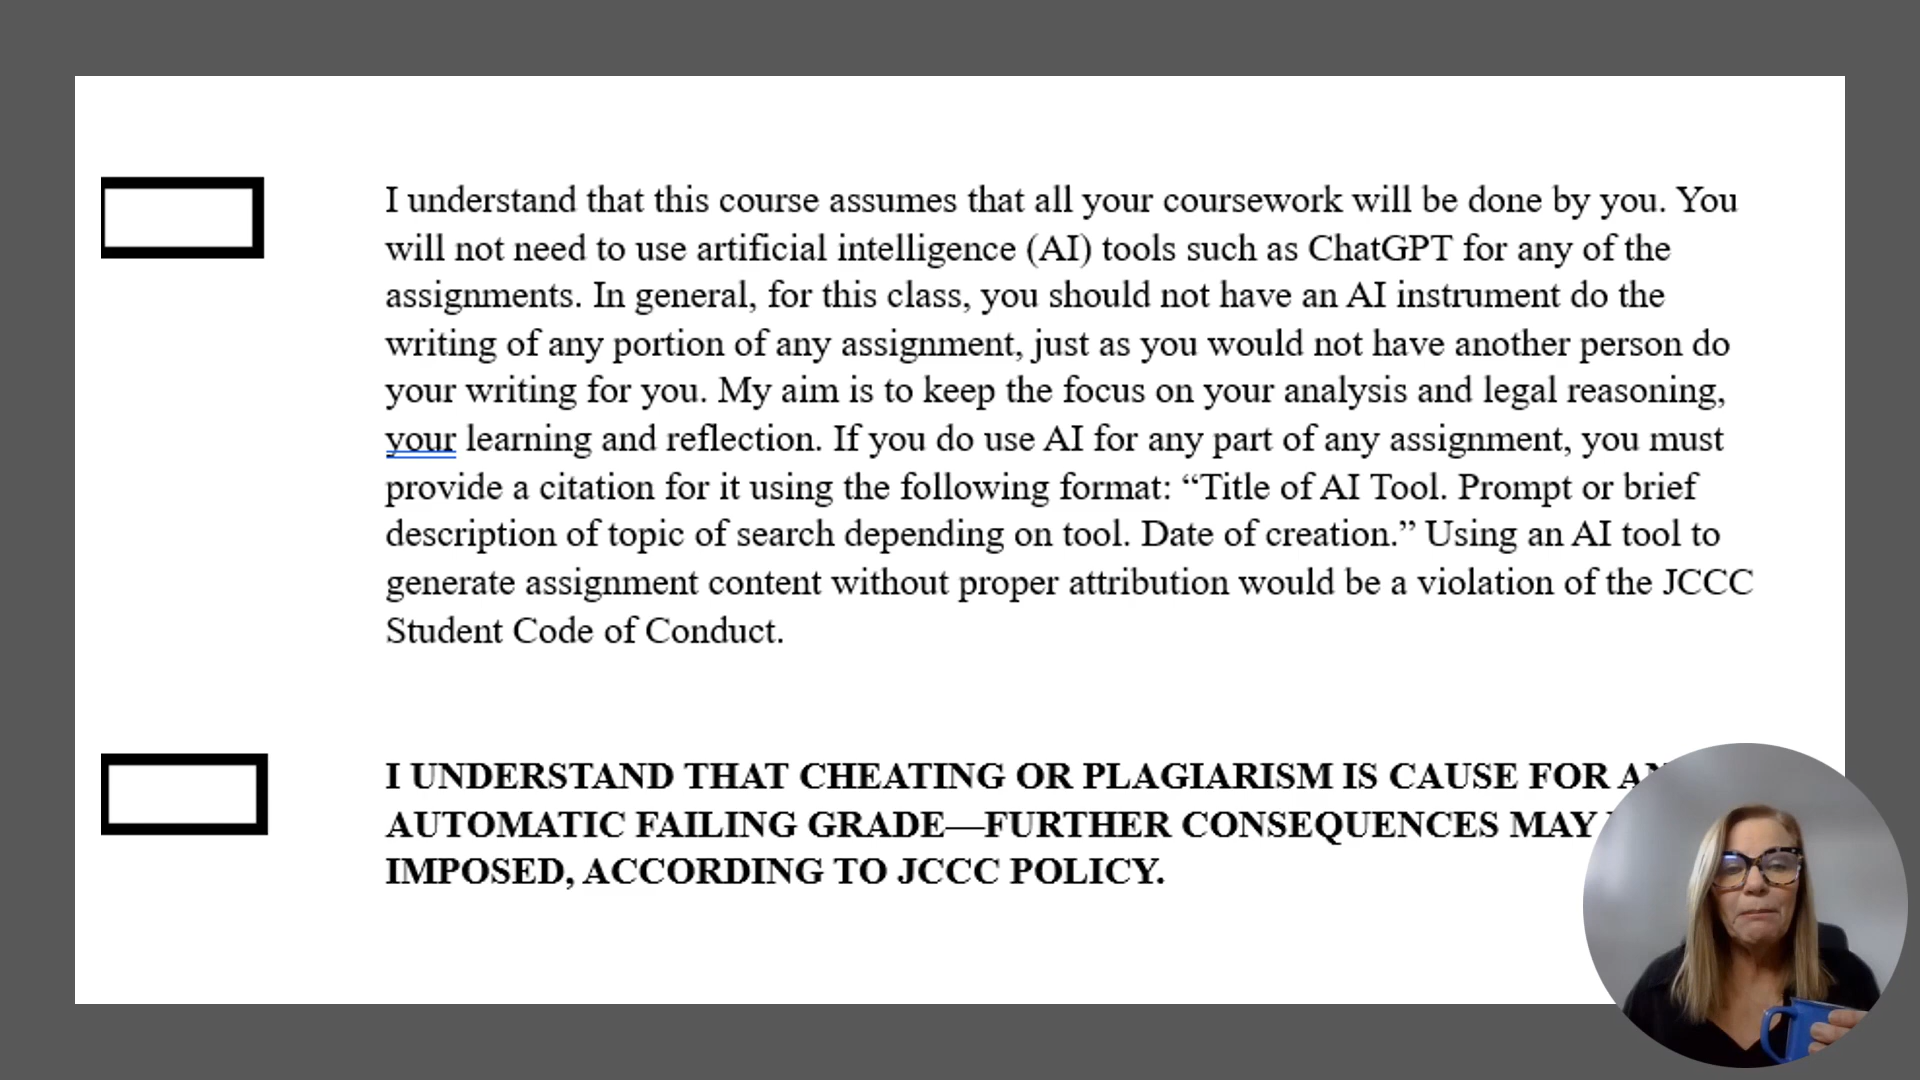 I understand that this course assumes that all your coursework will be done by you. You
will not need to use artificial intelligence (AI) tools such as ChatGPT for any of the
assignments. In general, for this class, you should not have an AI instrument do the
writing of any portion of any assignment, just as you would not have another person do
your writing for you. My aim is to keep the focus on your analysis and legal reasoning,
your learning and reflection. If you do use AI for any part of any assignment, you must
provide a citation for it using the following format: “Title of AI Tool. Prompt or brief
description of topic of search depending on tool. Date of creation.” Using an AI tool to
generate assignment content without proper attribution would be a violation of the JCCC
Student Code of Conduct.
I UNDERSTAND THAT CHEATING OR PLAGIARISM IS CAUSE FOR AN
AUTOMATIC FAILING GRADE—FURTHER CONSEQUENCES MAY
IMPOSED, ACCORDING TO JCCC POLICY.